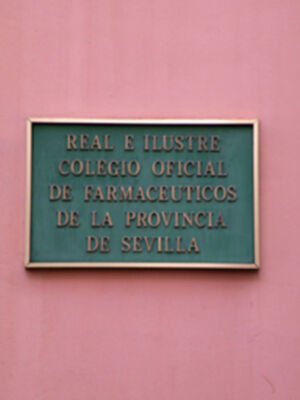 REAL E ILUSTRE
COLEGIO OFICIAL
DE FARMACEUTICOS
DE LA PROVINCIA
DE SEVILLA